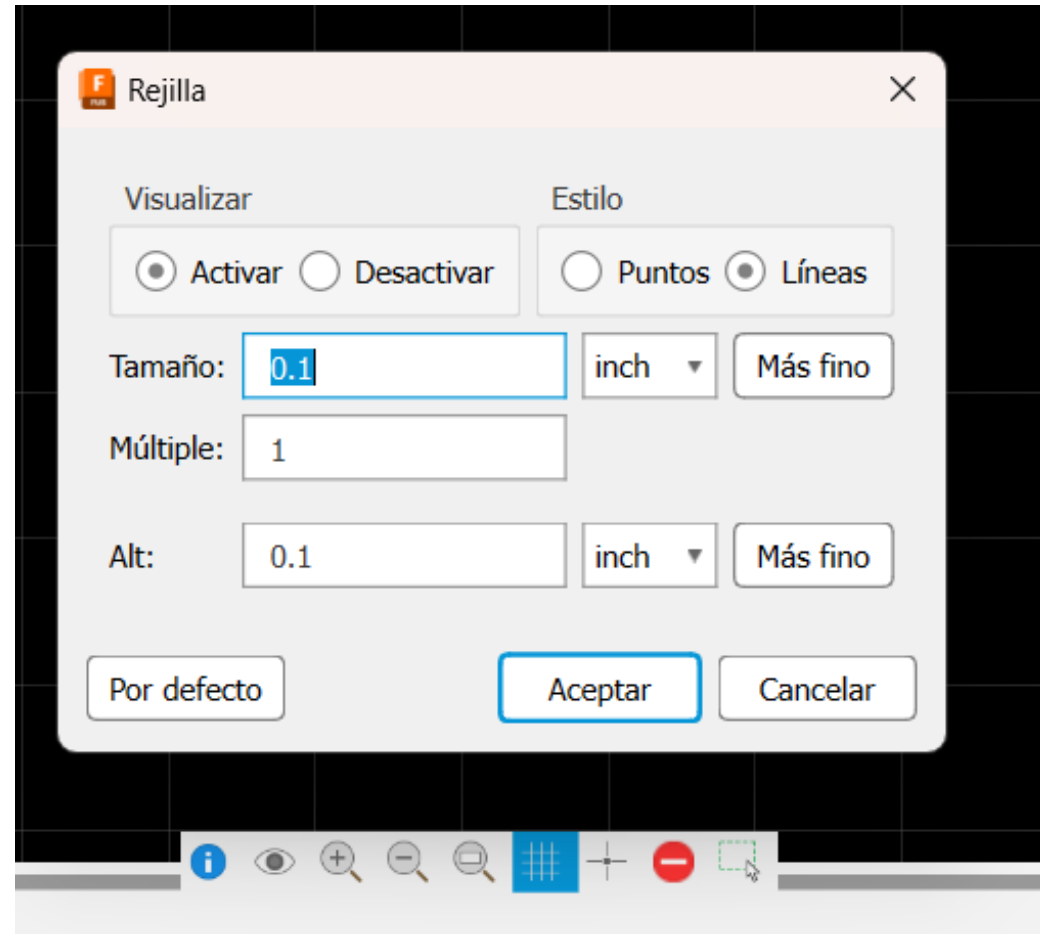 Rejilla
Visualizar Estilo
Activar Desactivar Puntos Líneas
Tamaño: 0.1 inch Más fino
Múltiple: 1
Alt: 0.1 inch Más fino
Por defecto Aceptar Cancelar